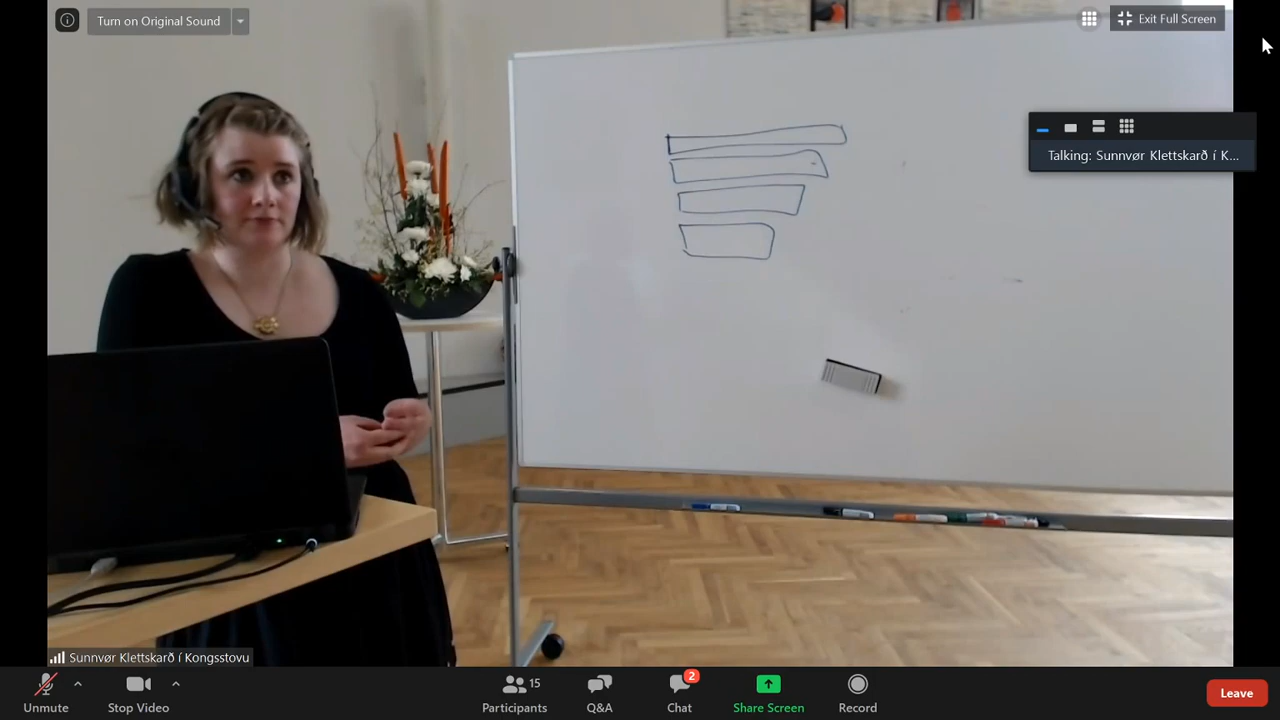 Turn on Original Sound
Exit Full Screen
Talking: Sunnvør Klettskarð í K...
Sunnvør Klettskarð í Kongsstovu
Unmute
Stop Video
15
Participants
Q&A
2
Chat
Share Screen
Record
Leave